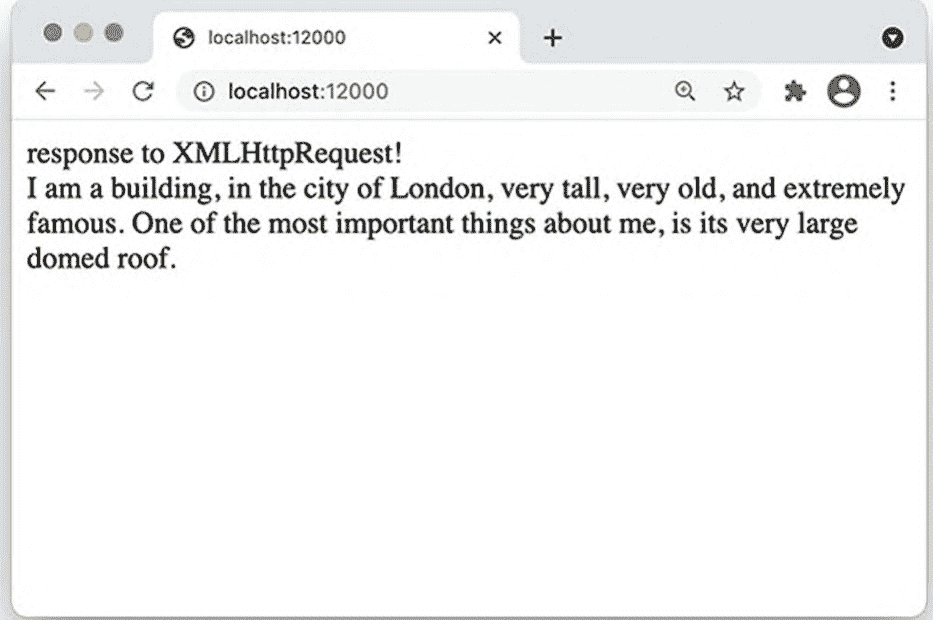 localhost:12000
localhost:12000
response to XMLHttpRequest!
I am a building, in the city of London, very tall, very old, and extremely
famous. One of the most important things about me, is its very large
domed roof.